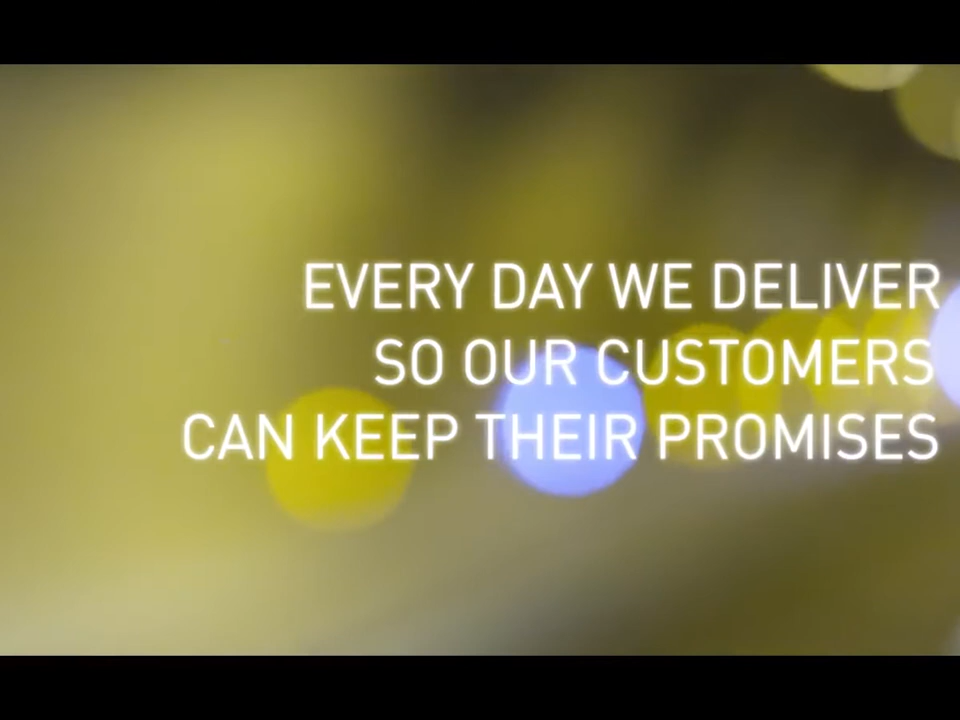 EVERY DAY WE DELIVER
SO OUR CUSTOMERS
CAN KEEP THEIR PROMISES